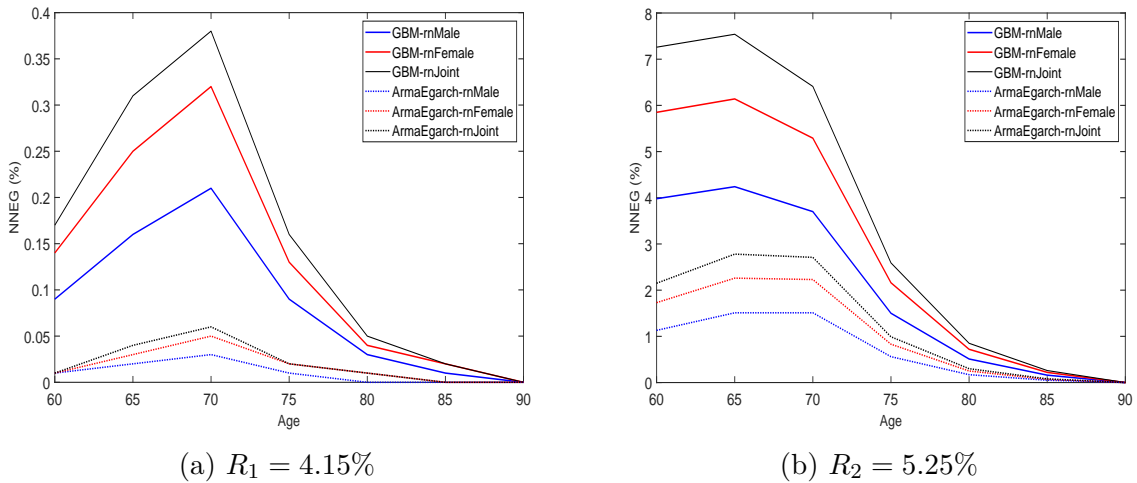 0.4
0.35
0.3
0.25
0.2
0.15
0.1
0.05
0
NNEG (%)
60 65 70 75 80 85 90
Age
GBM-rnMale
GBM-rnFemale
GBM-rnJoint
ArmaEgarch-rnMale
ArmaEgarch-rnFemale
ArmaEgarch-rnJoint
(a) R₁ = 4.15%
8
7
6
5
4
3
2
1
0
NNEG (%)
60 65 70 75 80 85 90
Age
GBM-rnMale
GBM-rnFemale
GBM-rnJoint
ArmaEgarch-rnMale
ArmaEgarch-rnFemale
ArmaEgarch-rnJoint
(b) R₂ = 5.25%